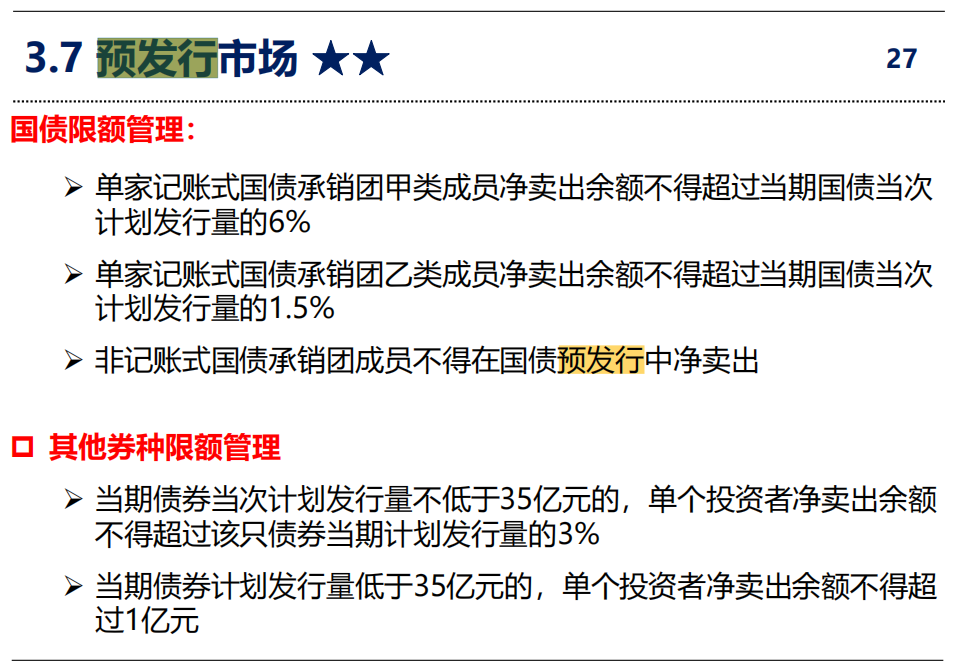 3.7 预发行市场 ★★ 27
国债限额管理：
➢ 单家记账式国债承销团甲类成员净卖出余额不得超过当期国债当次
计划发行量的6%
➢ 单家记账式国债承销团乙类成员净卖出余额不得超过当期国债当次
计划发行量的1.5%
➢ 非记账式国债承销团成员不得在国债预发行中净卖出
其他券种限额管理
➢ 当期债券当次计划发行量不低于35亿元的，单个投资者净卖出余额
不得超过该只债券当期计划发行量的3%
➢ 当期债券计划发行量低于35亿元的，单个投资者净卖出余额不得超
过1亿元